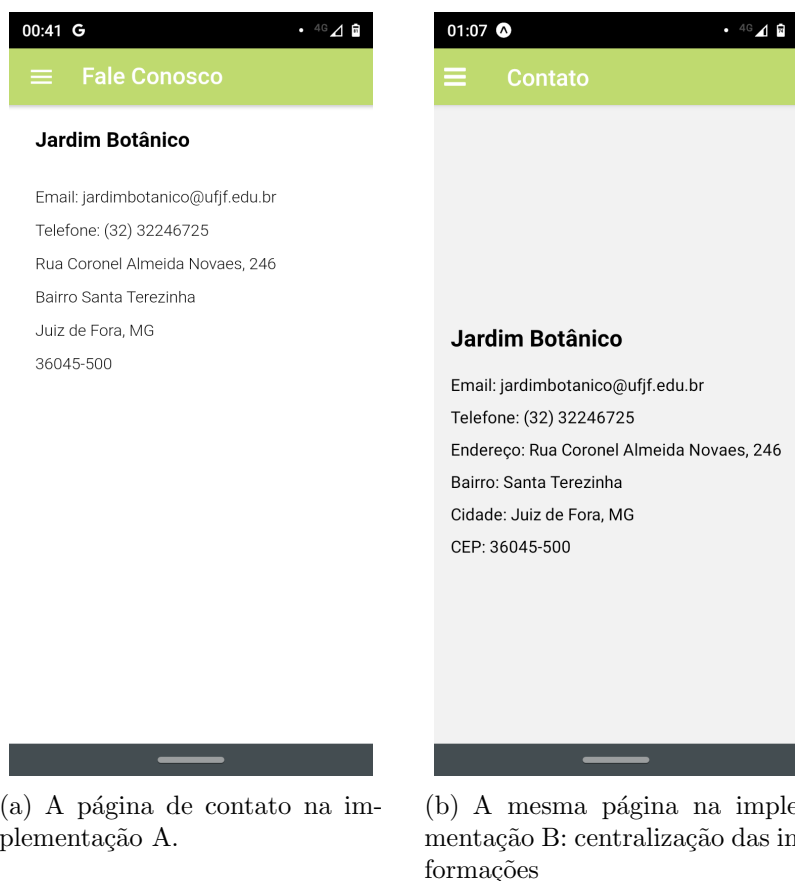 00:41 G
4G
Fale Conosco
Jardim Botânico
Email: jardimbotanico@ufjf.edu.br
Telefone: (32) 32246725
Rua Coronel Almeida Novaes, 246
Bairro Santa Terezinha
Juiz de Fora, MG
36045-500
(a) A página de contato na im-
plementação A.
01:07
4G
Contato
Jardim Botânico
Email: jardimbotanico@ufjf.edu.br
Telefone: (32) 32246725
Endereço: Rua Coronel Almeida Novaes, 246
Bairro: Santa Terezinha
Cidade: Juiz de Fora, MG
CEP: 36045-500
(b) A mesma página na imple
mentação B: centralização das in
formações